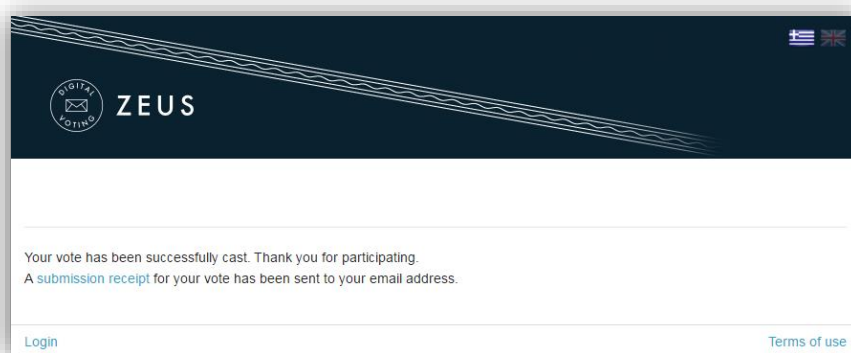 DIGITAL
VOTING
ZEUS
Your vote has been successfully cast. Thank you for participating.
A submission receipt for your vote has been sent to your email address.
Login
Terms of use